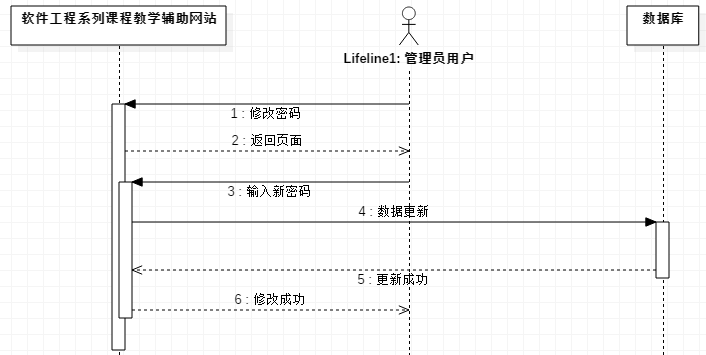 软件工程系列课程教学辅助网站
Lifeline1: 管理员用户
数据库
1 : 修改密码
2 : 返回页面
3 : 输入新密码
4 : 数据更新
5 : 更新成功
6 : 修改成功